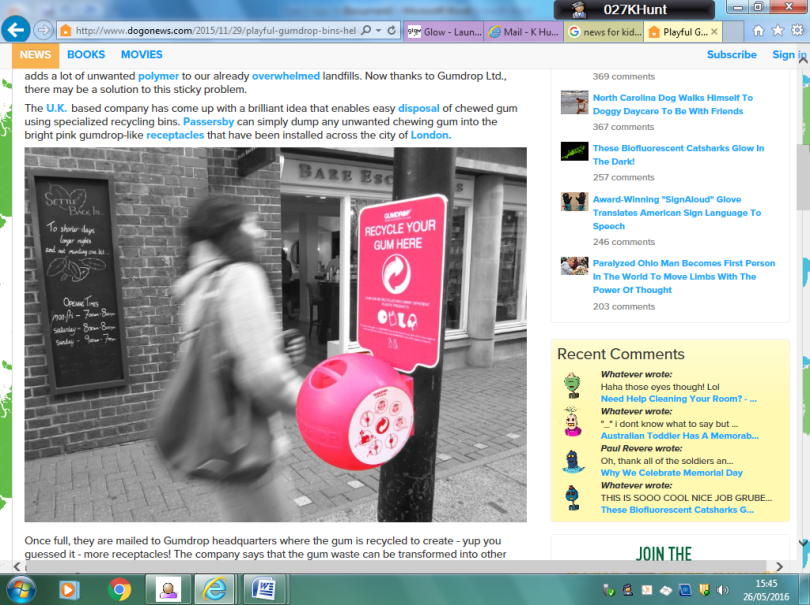 027KHunt
http://www.dogonews.com/2015/11/29/playful-gumdrop-bins-hel
Glow - Laun...
Mail - K Hu...
news for kid...
Playful G...
NEWS BOOKS MOVIES
Subscribe Sign in
adds a lot of unwanted polymer to our already overwhelmed landfills. Now thanks to Gumdrop Ltd.,
there may be a solution to this sticky problem.
The U.K. based company has come up with a brilliant idea that enables easy disposal of chewed gum
using specialized recycling bins. Passersby can simply dump any unwanted chewing gum into the
bright pink gumdrop-like receptacles that have been installed across the city of London.
SETTLE
BACK IN...
To shorter days
longer nights
and not minding one bit...
OPENING TIMES
BARE ESC
GUMDROP
RECYCLE YOUR
GUM HERE
Once full, they are mailed to Gumdrop headquarters where the gum is recycled to create - yup you
guessed it - more receptacles! The company says that the gum waste can be transformed into other
369 comments
North Carolina Dog Walks Himself To
Doggy Daycare To Be With Friends
367 comments
These Biofluorescent Catsharks Glow In
The Dark!
257 comments
Award-Winning "SignAloud" Glove
Translates American Sign Language To
Speech
246 comments
Paralyzed Ohio Man Becomes First Person
In The World To Move Limbs With The
Power Of Thought
203 comments
Recent Comments
Whatever wrote:
Haha those eyes though! Lol
Need Help Cleaning Your Room? - ...
Whatever wrote:
"_" i dont know what to say but ...
Australian Toddler Has A Memorab...
Paul Revere wrote:
Oh, thank all of the soldiers an...
Why We Celebrate Memorial Day
Whatever wrote:
THIS IS SOOO COOL NICE JOB GRUBE...
These Biofluorescent Catsharks G...
JOIN THE
15:45
26/05/2016